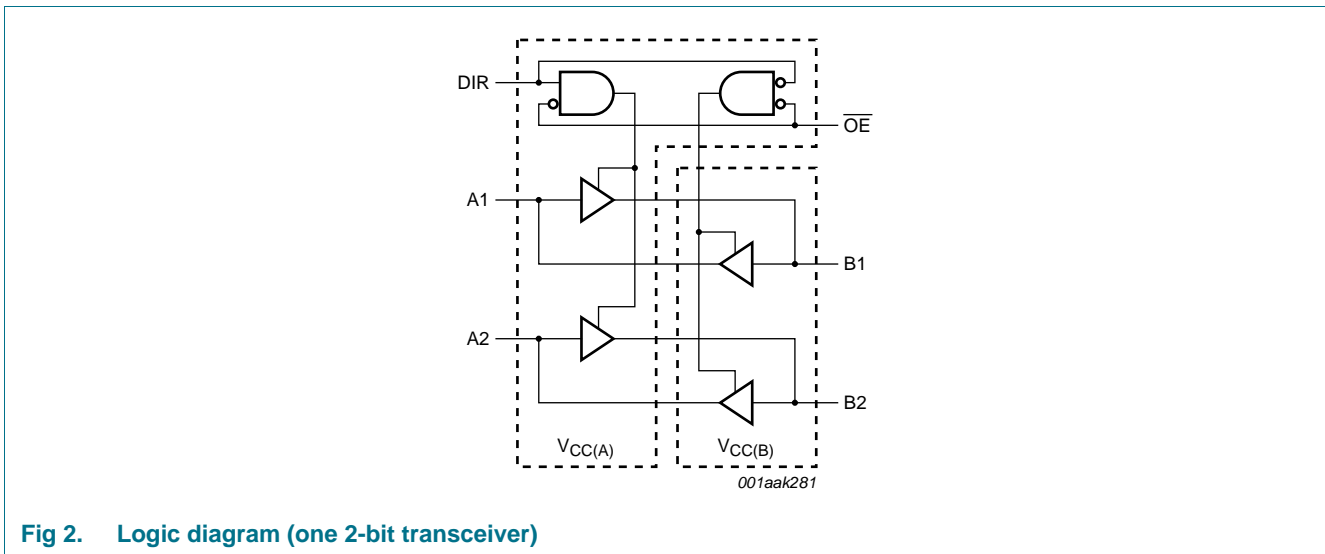 DIR
OE
A1
B1
A2
B2
VCC(A)
VCC(B)
001aak281
Fig 2. Logic diagram (one 2-bit transceiver)